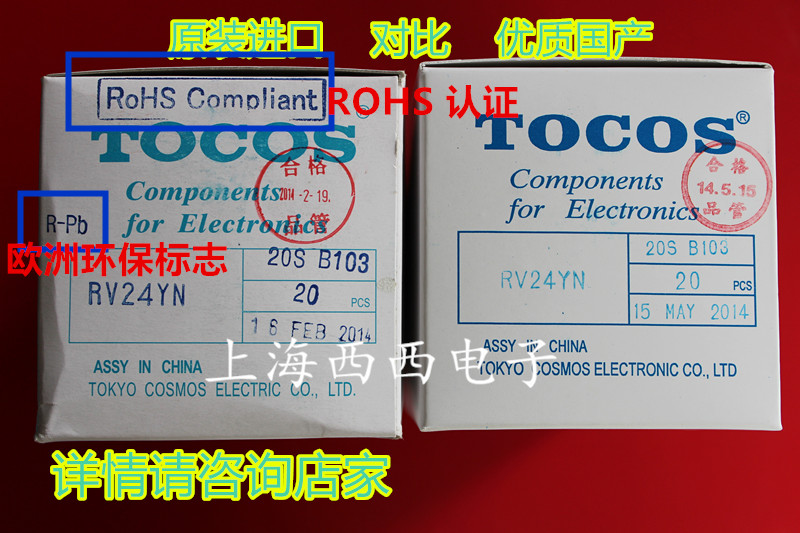 原装进口 对比 优质国产
RoHS Compliant
ROHS 认证
TOCOS
Components
for Electronics
合格
2014-2-19.
品管
R-Pb
欧洲环保标志
RV24YN
20S B103
20 PCS
18 FEB 2014
ASSY IN CHINA
TOKYO COSMOS ELECTRIC CO., LTD.
TOCOS®
Components
for Electronics
合格
14.5.15
品管
RV24YN
20S B103
20 PCS
15 MAY 2014
ASSY IN CHINA
TOKYO COSMOS ELECTRONIC CO., LTD
上海西西电子
详情请咨询店家